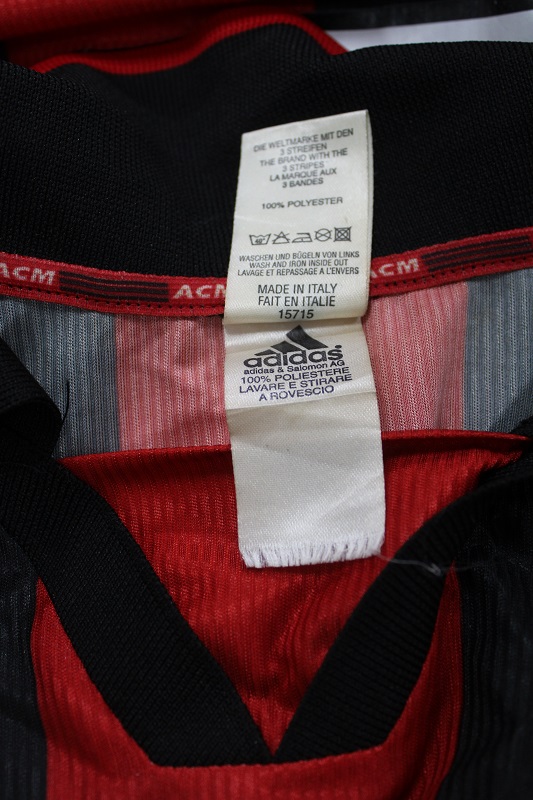 DIE WELTMARKE MIT DEN
3 STREIFEN
THE BRAND WITH THE
3 STRIPES
LA MARQUE AUX
3 BANDES
100% POLYESTER
WASCHEN UND BÜGELN VON LINKS
WASH AND IRON INSIDE OUT
LAVAGE ET REPASSAGE A L'ENVERS
MADE IN ITALY
FAIT EN ITALIE
15715
ACM ACM ACM
adidas
adidas & Salomon AG
100% POLIESTERE
LAVARE E STIRARE
A ROVESCIO